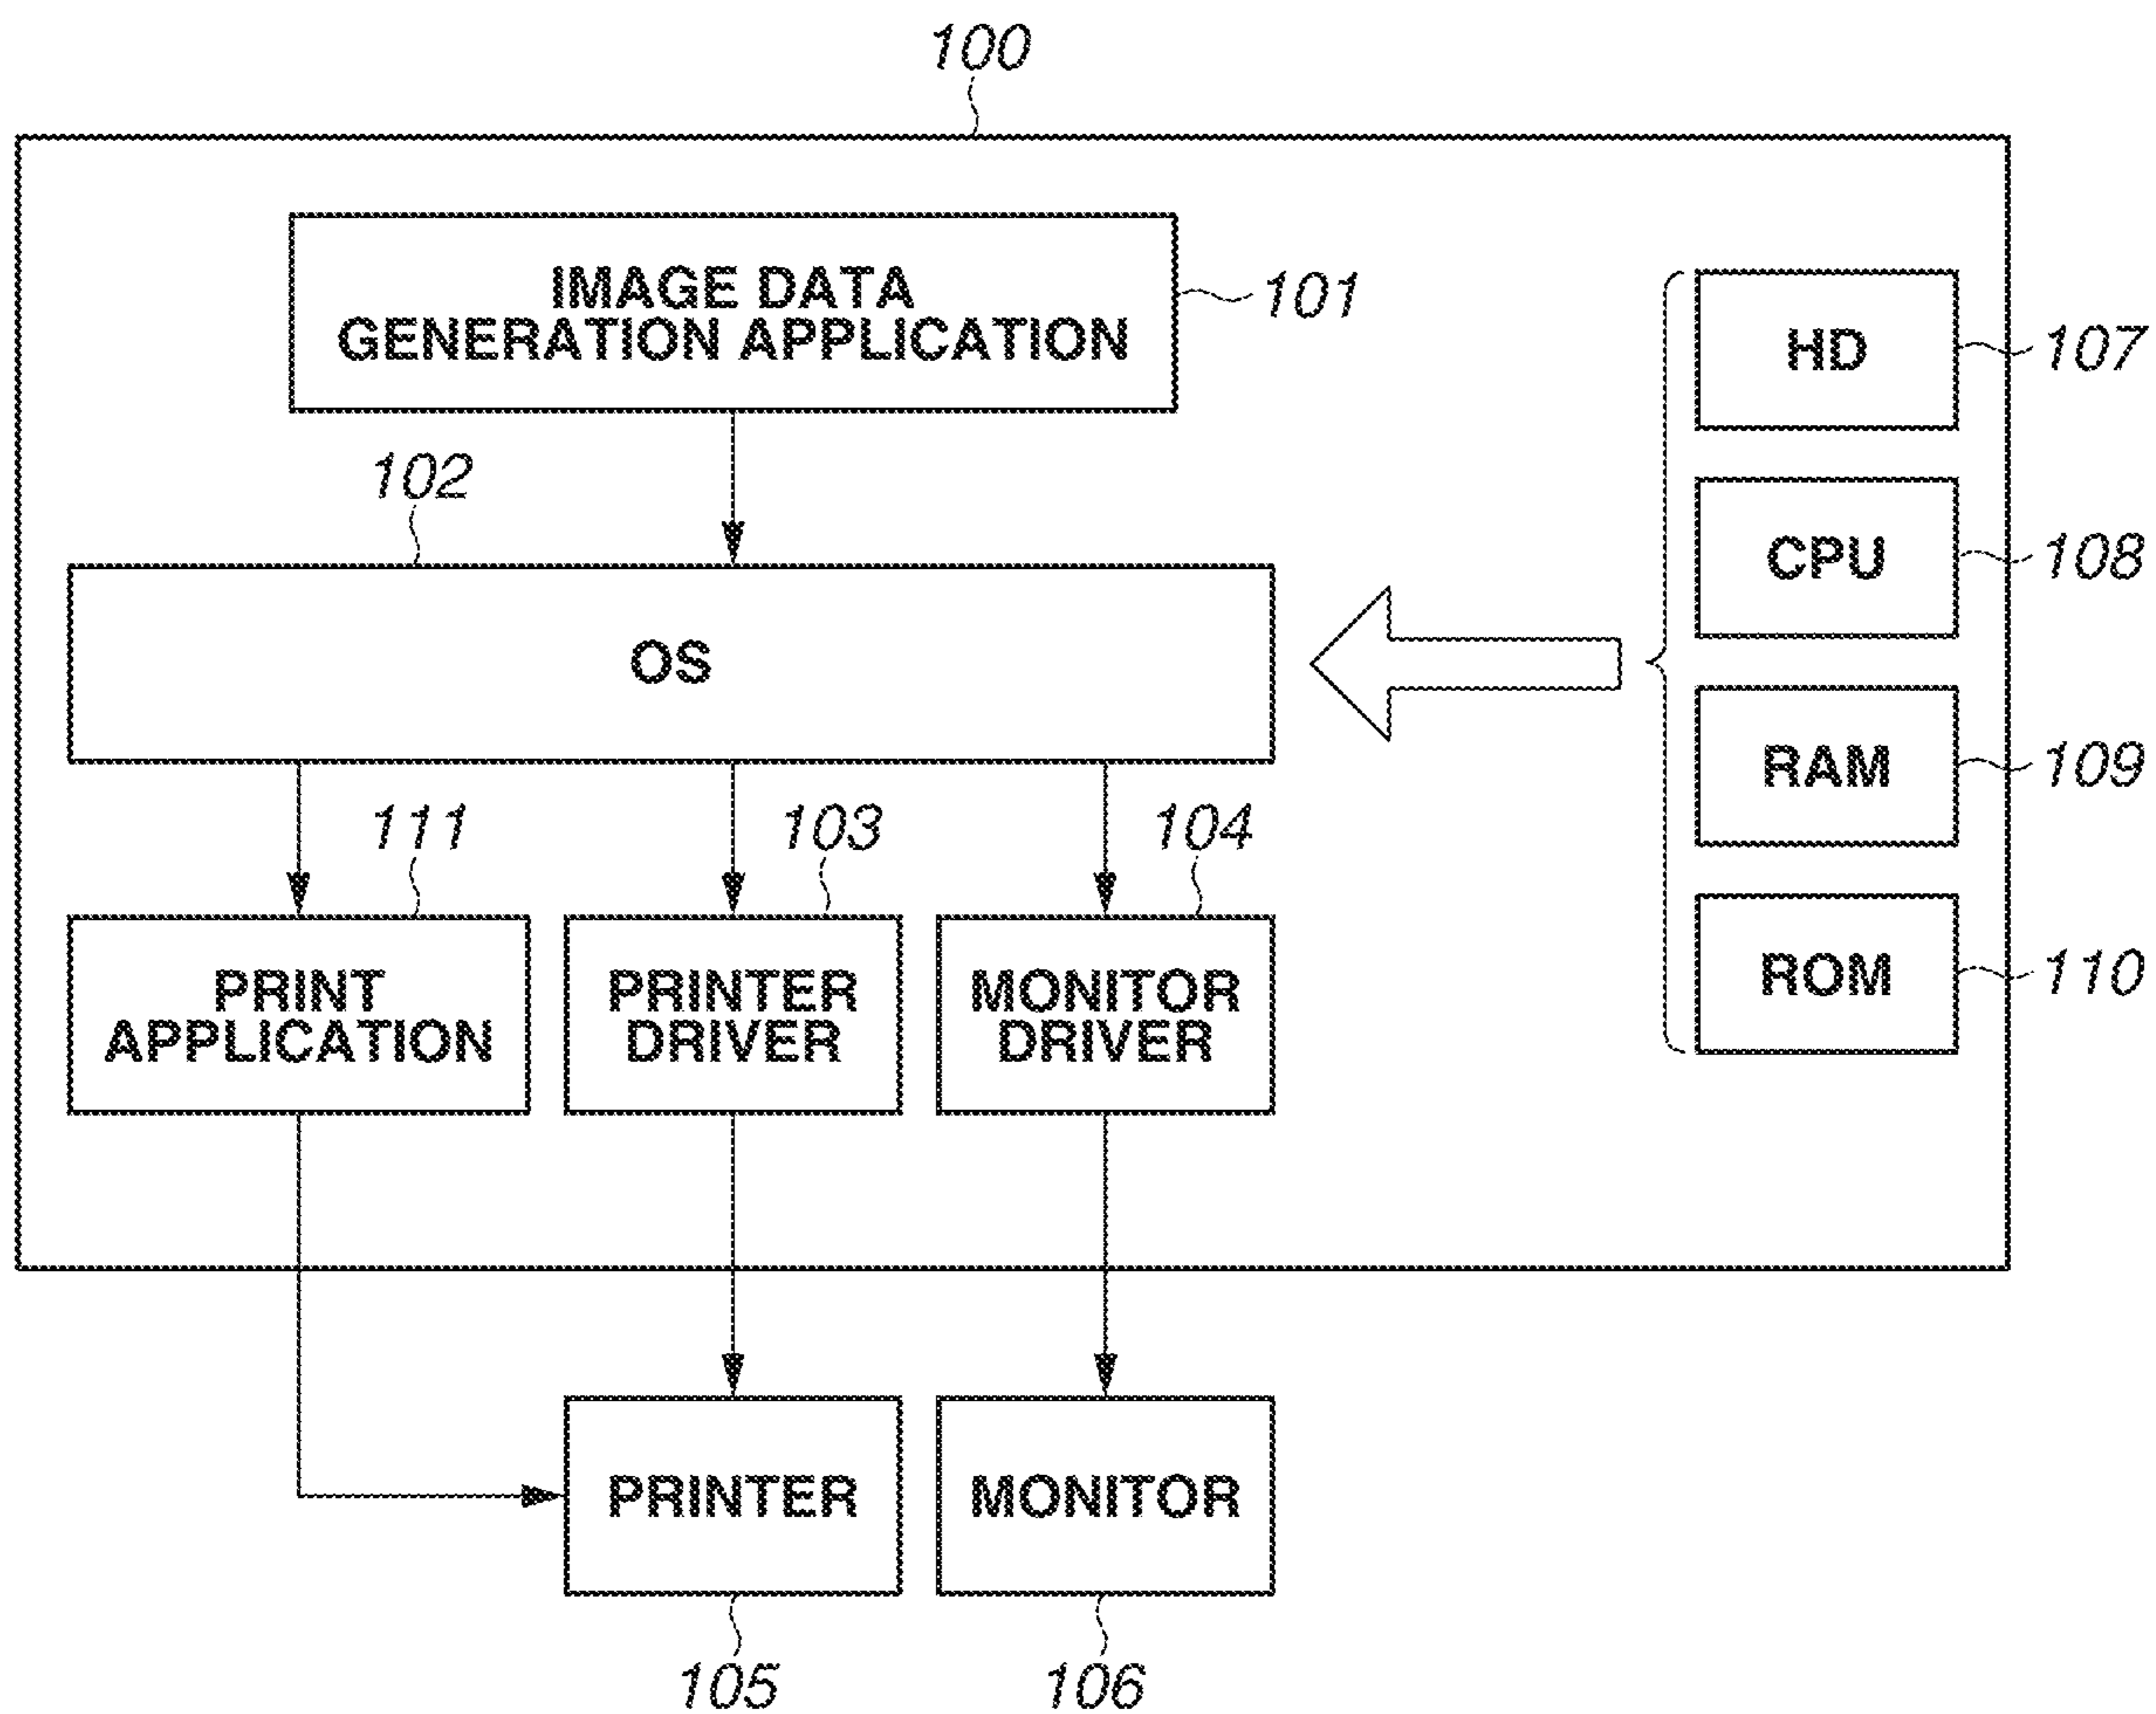 100
IMAGE DATA
GENERATION APPLICATION
101
HD
107
102
CPU
108
OS
RAM
109
111
103
104
PRINT
APPLICATION
PRINTER
DRIVER
MONITOR
DRIVER
ROM
110
PRINTER
MONITOR
105
106